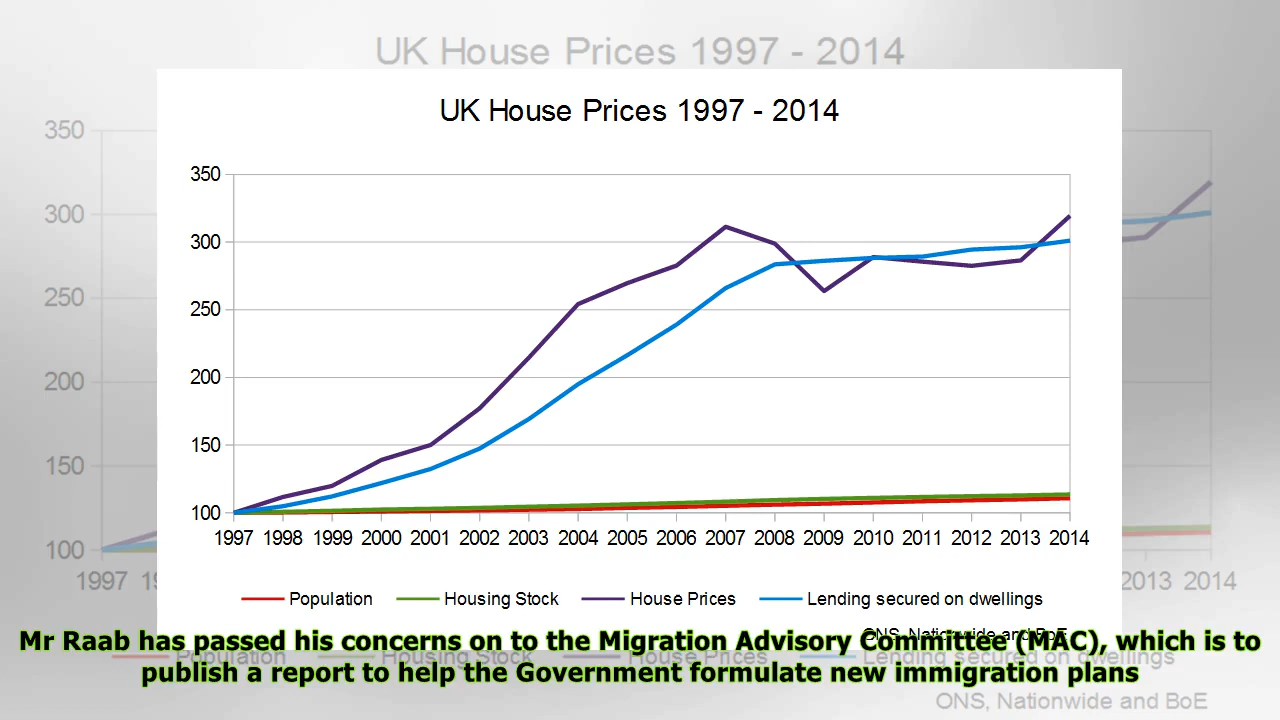 UK House Prices 1997 - 2014
UK House Prices 1997 - 2014
350
350
300
300
250
250
200
200
150
150
100
100
1997 1998 1999 2000 2001 2002 2003 2004 2005 2006 2007 2008 2009 2010 2011 2012 2013 2014
1997 2013 2014
Population Housing Stock House Prices Lending secured on dwellings
ONS, Nationwide and BoE
Mr Raab has passed his concerns on to the Migration Advisory Committee (MAC), which is to
Population Housing Stock House Prices Lending secured on dwellings
publish a report to help the Government formulate new immigration plans
ONS, Nationwide and BoE